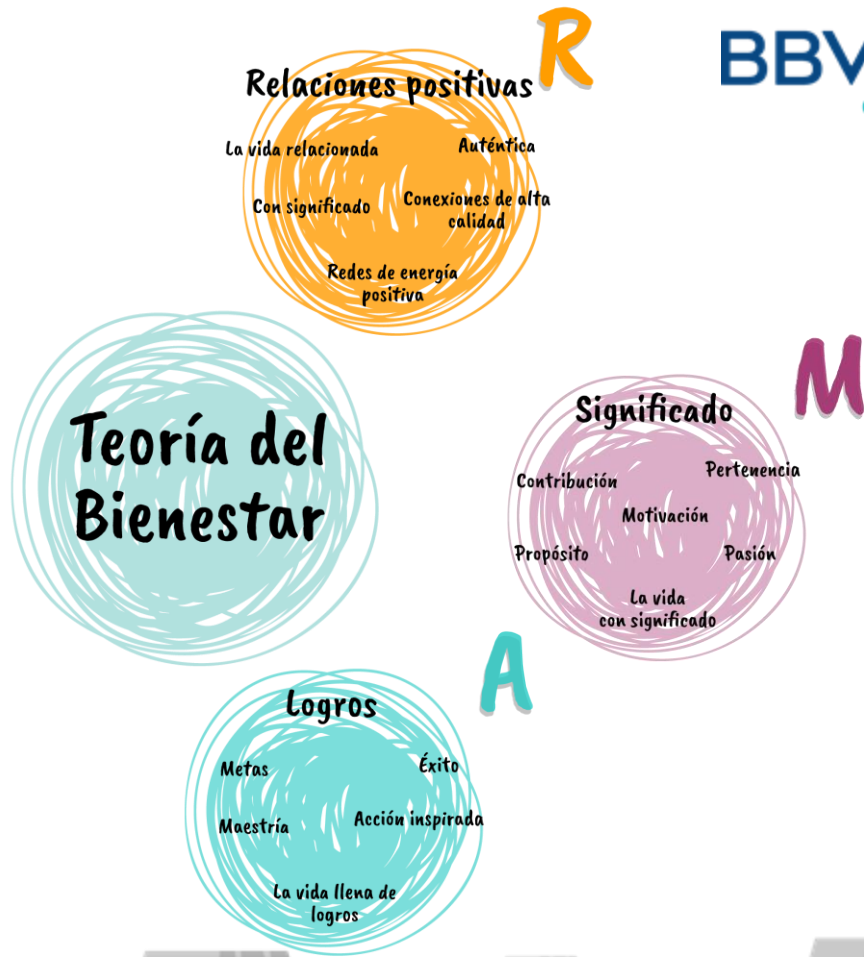 R
BBV
Relaciones positivas
La vida relacionada
Auténtica
Con significado
Conexiones de alta
calidad
Redes de energía
positiva
Teoría del
Bienestar
M
Significado
Contribución
Pertenencia
Motivación
Propósito
Pasión
La vida
con significado
A
Logros
Metas
Éxito
Maestría
Acción inspirada
La vida llena de
logros